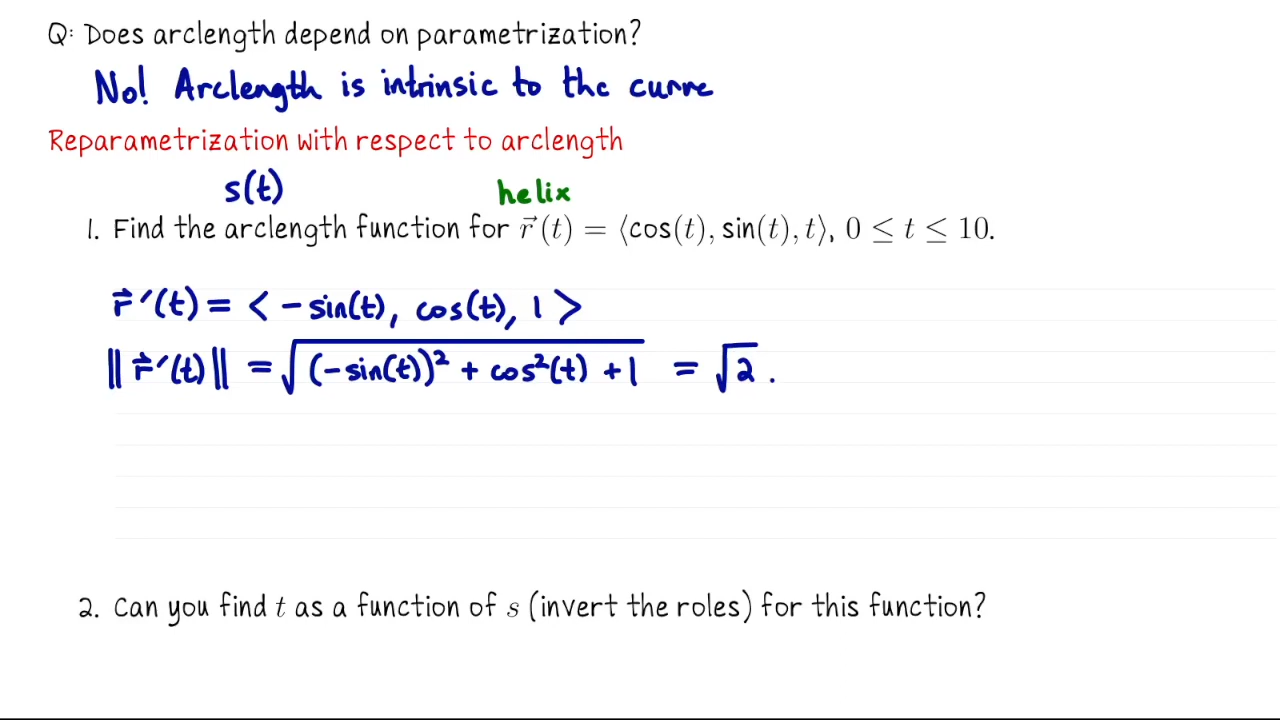 Q: Does arclength depend on parametrization?
No! Arclength is intrinsic to the curve
Reparametrization with respect to arclength
s(t) helix
1. Find the arclength function for r⃗(t) = ⟨cos(t), sin(t), t⟩, 0 ≤ t ≤ 10.
r⃗′(t) = < −sin(t), cos(t), 1 >
‖ r⃗′(t) ‖ = √((−sin(t))² + cos²(t) + 1) = √2 .
2. Can you find t as a function of s (invert the roles) for this function?